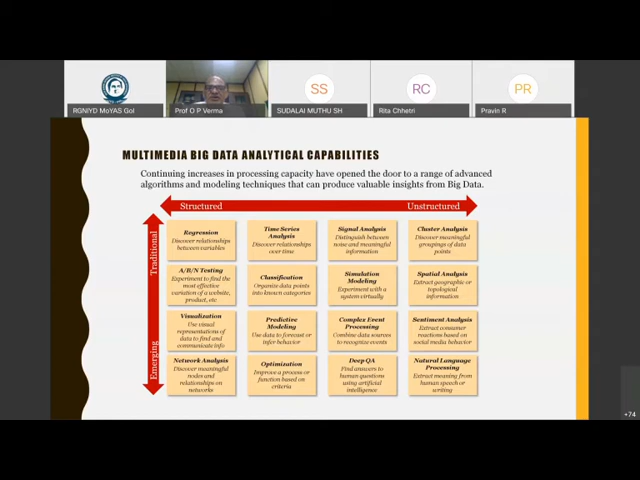 SS
RC
PR
RGNIYD MoYAS GoI
Prof O P Verma
SUDALAI MUTHU SH
Rita Chhetri
Pravin R
MULTIMEDIA BIG DATA ANALYTICAL CAPABILITIES
Continuing increases in processing capacity have opened the door to a range of advanced
algorithms and modeling techniques that can produce valuable insights from Big Data.
Structured
Unstructured
Traditional
Emerging
Regression
Discover relationships
between variables
Time Series
Analysis
Discover relationships
over time
Signal Analysis
Distinguish between
noise and meaningful
information
Cluster Analysis
Discover meaningful
groupings of data
points
A/B/N Testing
Experiment to find the
most effective
variation of a website,
product, etc
Classification
Organize data points
into known categories
Simulation
Modeling
Experiment with a
system virtually
Spatial Analysis
Extract geographic or
topological
information
Visualization
Use visual
representations of
data to find and
communicate info
Predictive
Modeling
Use data to forecast or
infer behavior
Complex Event
Processing
Combine data sources
to recognize events
Sentiment Analysis
Extract consumer
reactions based on
social media behavior
Network Analysis
Discover meaningful
nodes and
relationships on
networks
Optimization
Improve a process or
function based on
criteria
Deep QA
Find answers to
human questions
using artificial
intelligence
Natural Language
Processing
Extract meaning from
human speech or
writing
+74